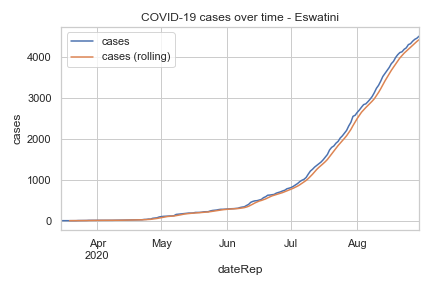 COVID-19 cases over time - Eswatini
cases
cases (rolling)
4000
3000
2000
1000
0
cases
Apr
2020
May
Jun
Jul
Aug
dateRep